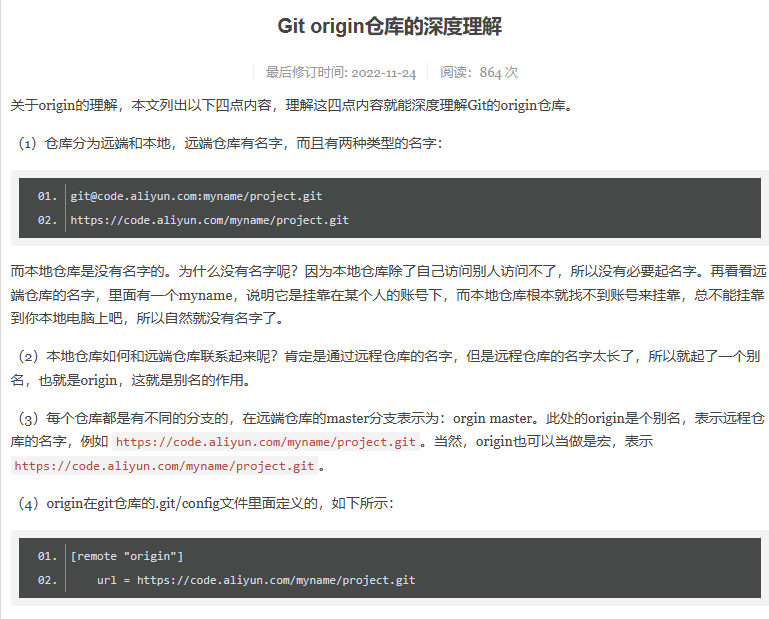 Git origin仓库的深度理解
最后修订时间: 2022-11-24 阅读：864 次
关于origin的理解，本文列出以下四点内容，理解这四点内容就能深度理解Git的origin仓库。
（1）仓库分为远端和本地，远端仓库有名字，而且有两种类型的名字：
01. git@code.aliyun.com:myname/project.git
02. https://code.aliyun.com/myname/project.git
而本地仓库是没有名字的。为什么没有名字呢？因为本地仓库除了自己访问别人访问不了，所以没有必要起名字。再看看远
端仓库的名字，里面有一个myname，说明它是挂靠在某个人的账号下，而本地仓库根本就找不到账号来挂靠，总不能挂靠
到你本地电脑上吧，所以自然就没有名字了。
（2）本地仓库如何和远端仓库联系起来呢？肯定是通过远程仓库的名字，但是远程仓库的名字太长了，所以就起了一个别
名，也就是origin，这就是别名的作用。
（3）每个仓库都是有不同的分支的，在远端仓库的master分支表示为：orgin master。此处的origin是个别名，表示远程仓
库的名字，例如 https://code.aliyun.com/myname/project.git 。当然，origin也可以当做是宏，表示
https://code.aliyun.com/myname/project.git 。
（4）origin在git仓库的.git/config文件里面定义的，如下所示：
01. [remote "origin"]
02. url = https://code.aliyun.com/myname/project.git